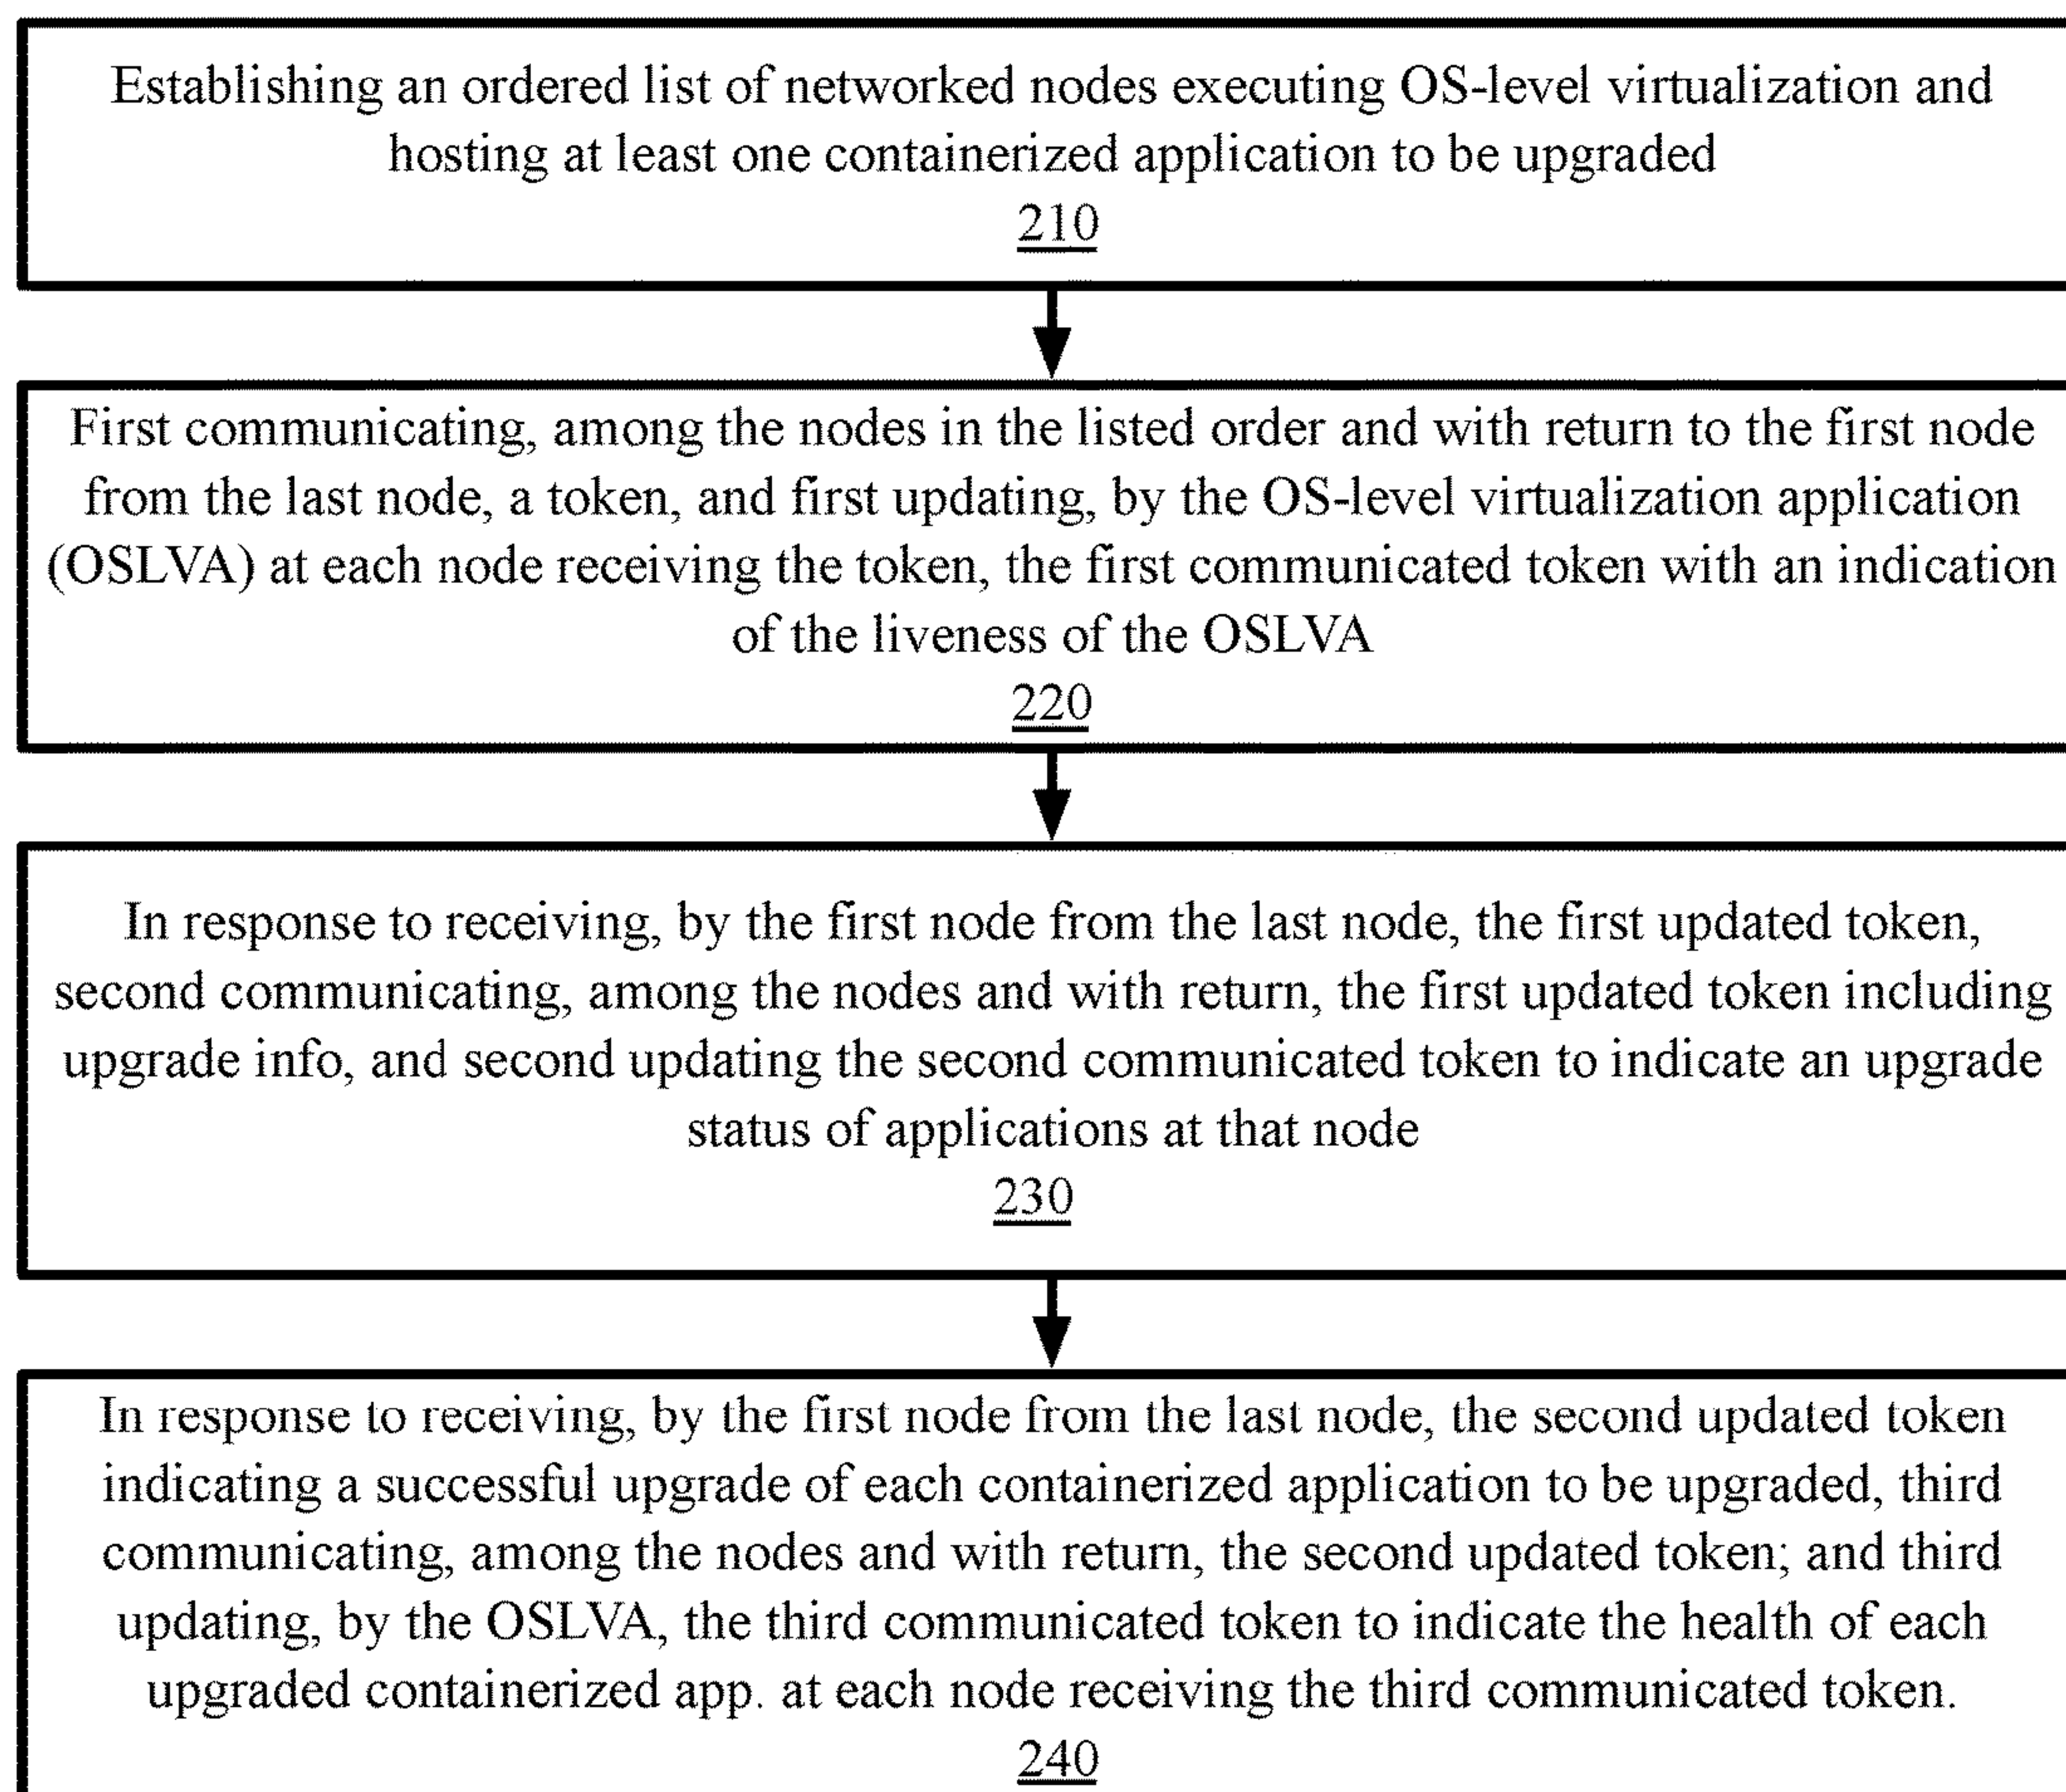 Establishing an ordered list of networked nodes executing OS-level virtualization and
hosting at least one containerized application to be upgraded
210
First communicating, among the nodes in the listed order and with return to the first node
from the last node, a token, and first updating, by the OS-level virtualization application
(OSLVA) at each node receiving the token, the first communicated token with an indication
of the liveness of the OSLVA
220
In response to receiving, by the first node from the last node, the first updated token,
second communicating, among the nodes and with return, the first updated token including
upgrade info, and second updating the second communicated token to indicate an upgrade
status of applications at that node
230
In response to receiving, by the first node from the last node, the second updated token
indicating a successful upgrade of each containerized application to be upgraded, third
communicating, among the nodes and with return, the second updated token; and third
updating, by the OSLVA, the third communicated token to indicate the health of each
upgraded containerized app. at each node receiving the third communicated token.
240